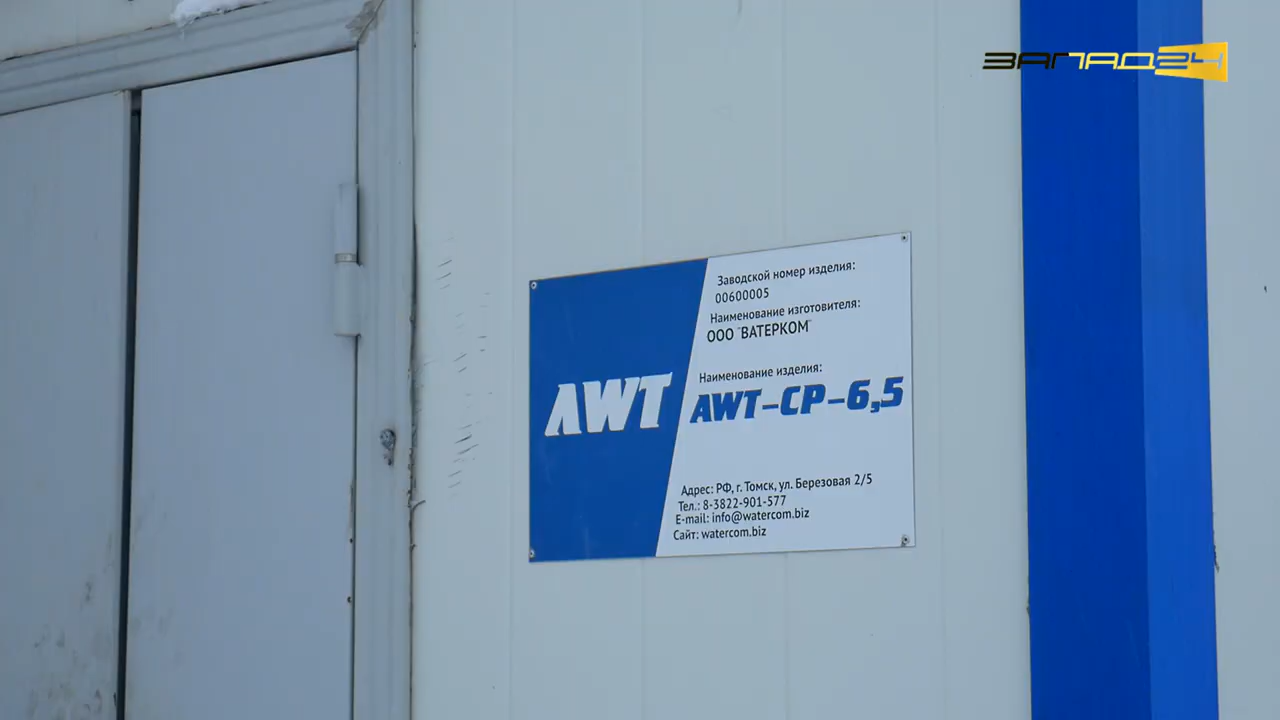 ЗАПАД24
Заводской номер изделия:
00600005
Наименование изготовителя:
ООО "ВАТЕРКОМ"
Наименование изделия:
AWT
AWT-CP-6,5
Адрес: РФ, г. Томск, ул. Березовая 2/5
Тел.: 8-3822-901-577
E-mail: info@watercom.biz
Сайт: watercom.biz